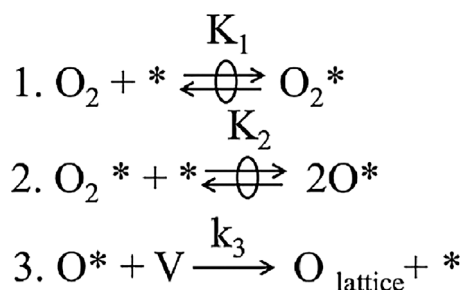 K₁
1. O₂ + * ⇌ O₂*
K₂
2. O₂ * + * ⇌ 2O*
k₃
3. O* + V ⟶ O lattice + *